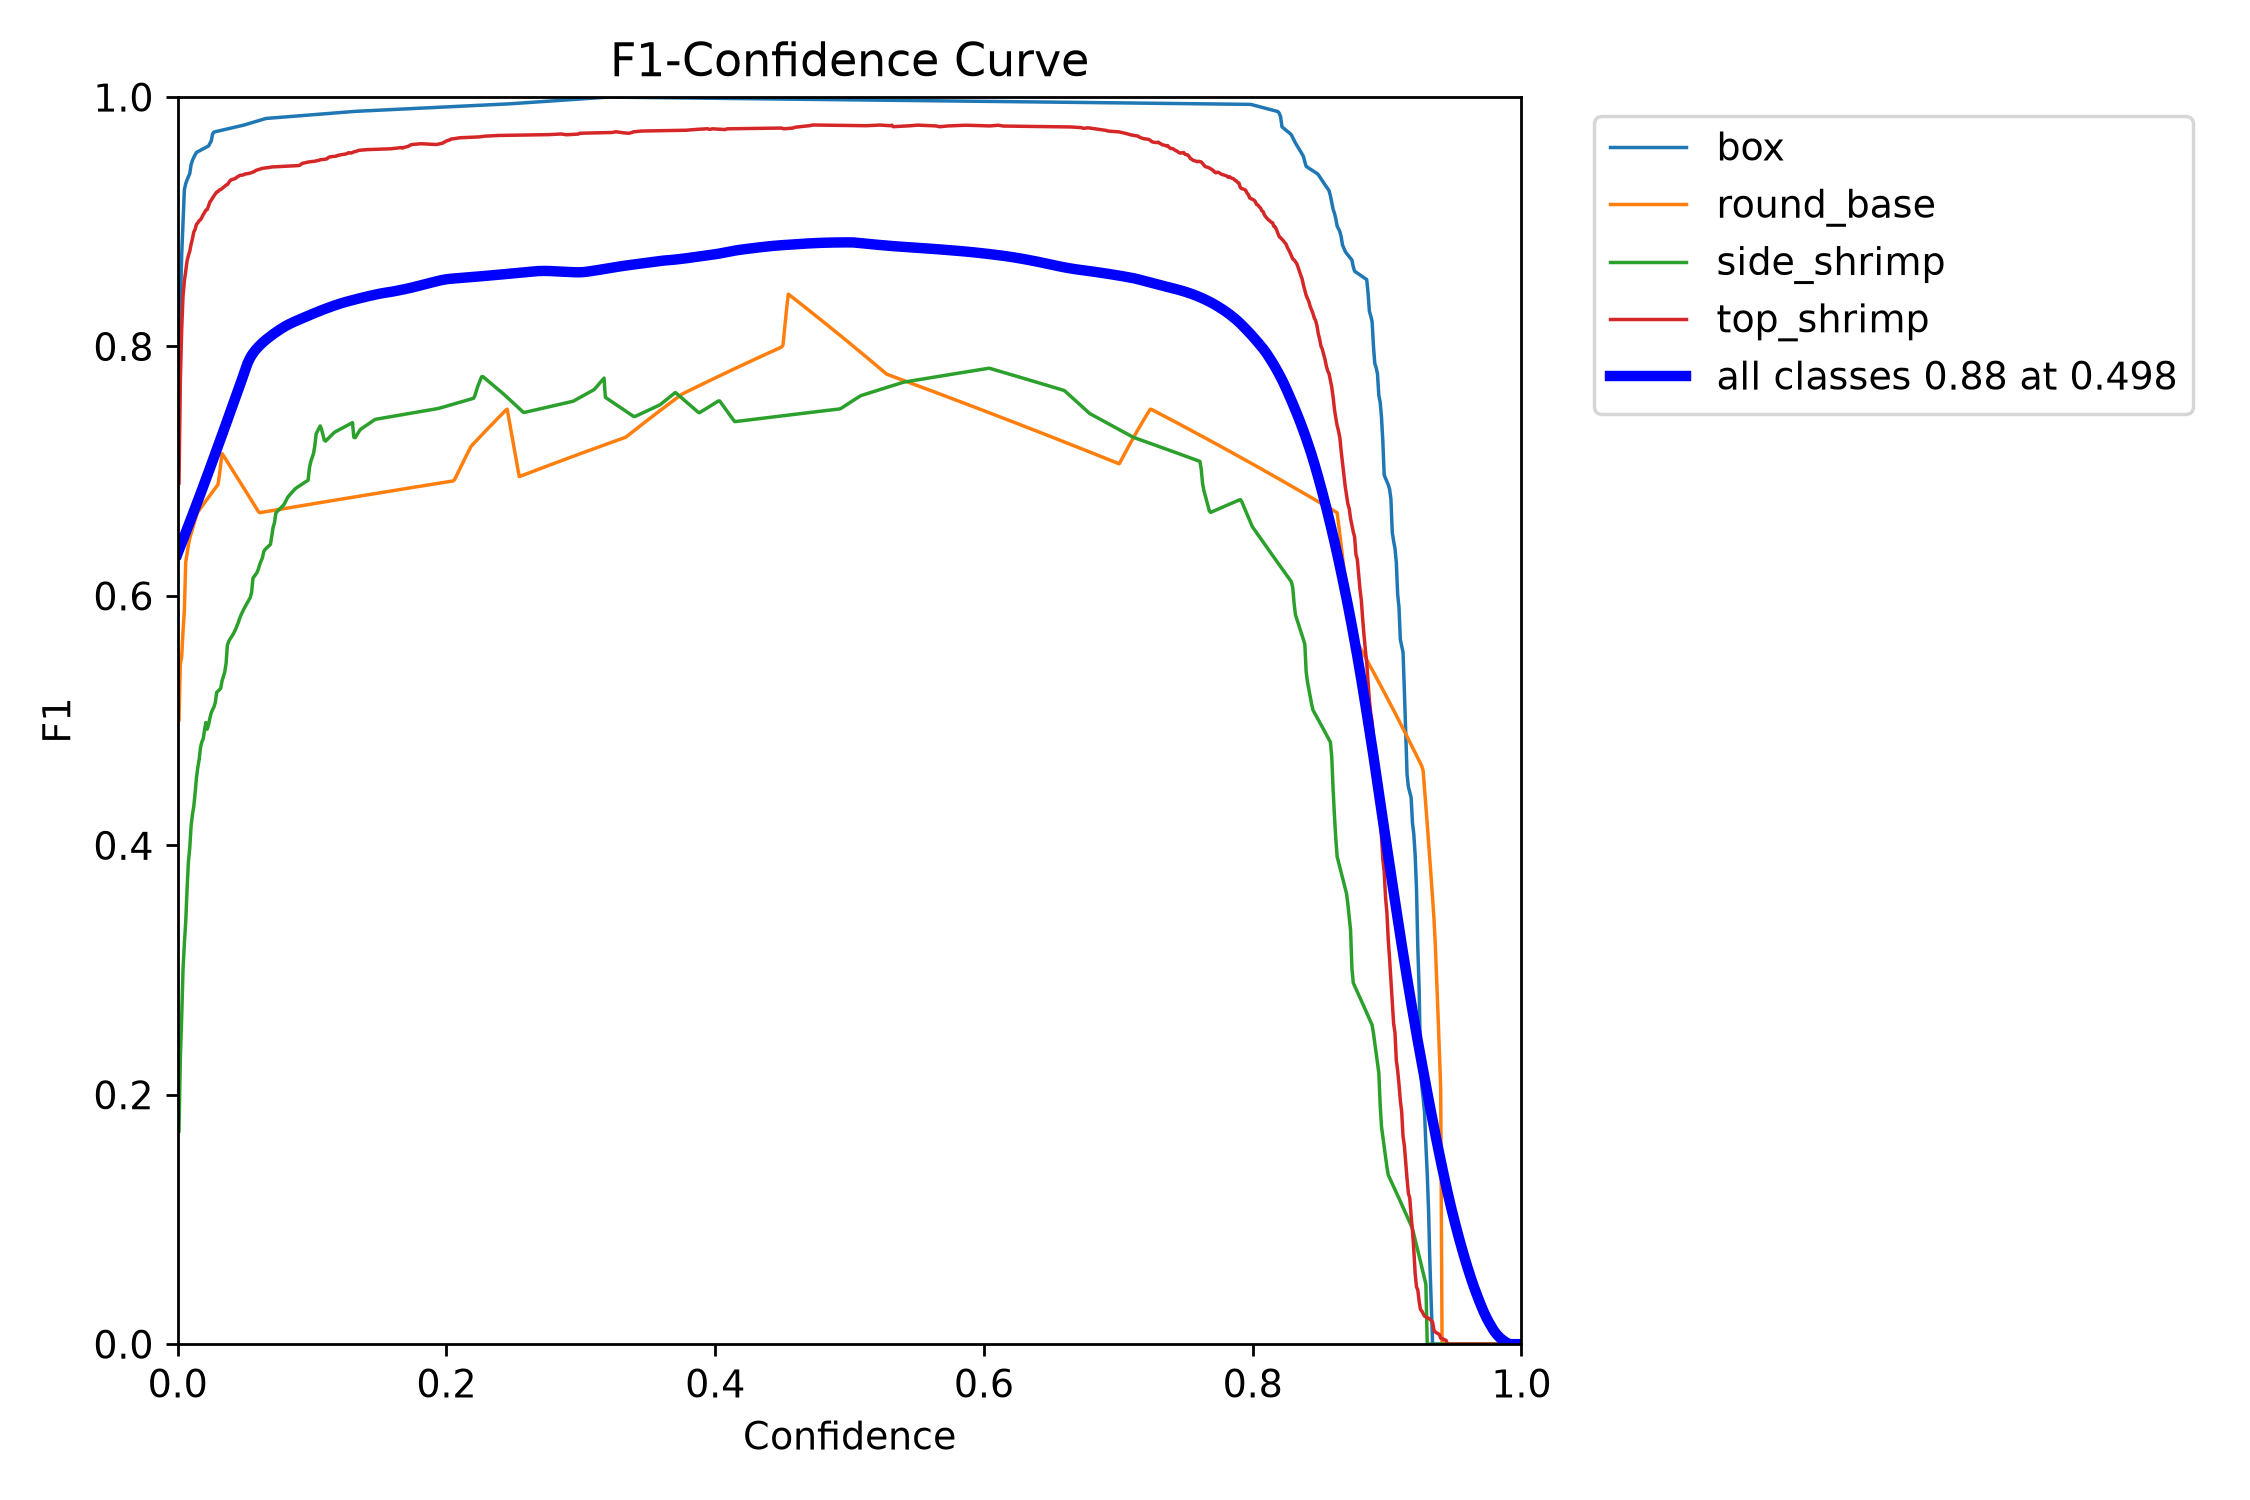 F1-Confidence Curve
1.0
0.8
0.6
0.4
0.2
0.0
F1
0.0 0.2 0.4 0.6 0.8 1.0
Confidence
box
round_base
side_shrimp
top_shrimp
all classes 0.88 at 0.498